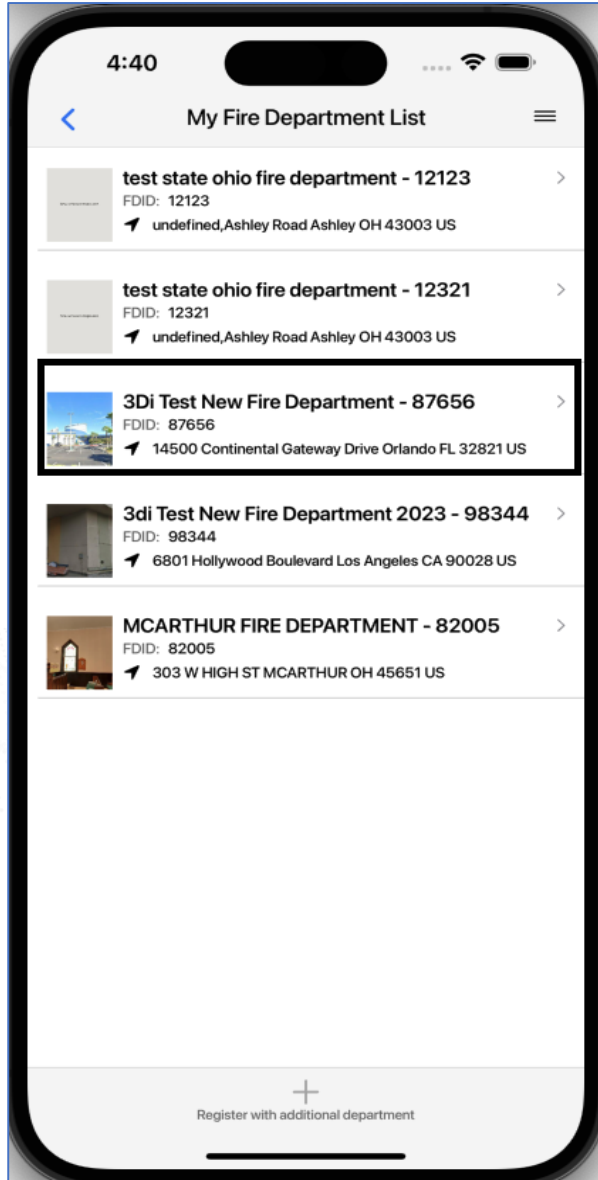 4:40
My Fire Department List
test state ohio fire department - 12123
FDID: 12123
undefined,Ashley Road Ashley OH 43003 US
test state ohio fire department - 12321
FDID: 12321
undefined,Ashley Road Ashley OH 43003 US
3Di Test New Fire Department - 87656
FDID: 87656
14500 Continental Gateway Drive Orlando FL 32821 US
3di Test New Fire Department 2023 - 98344
FDID: 98344
6801 Hollywood Boulevard Los Angeles CA 90028 US
MCARTHUR FIRE DEPARTMENT - 82005
FDID: 82005
303 W HIGH ST MCARTHUR OH 45651 US
Register with additional department